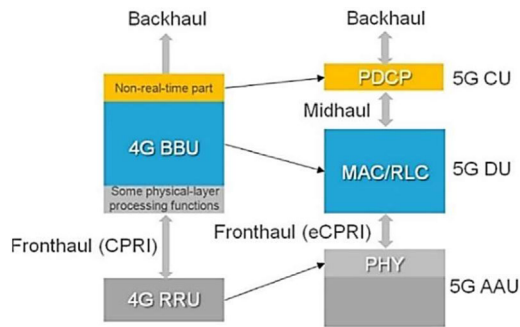 Backhaul
Backhaul
Non-real-time part
PDCP
5G CU
Midhaul
4G BBU
MAC/RLC
5G DU
Some physical-layer
processing functions
Fronthaul (CPRI)
Fronthaul (eCPRI)
PHY
4G RRU
5G AAU